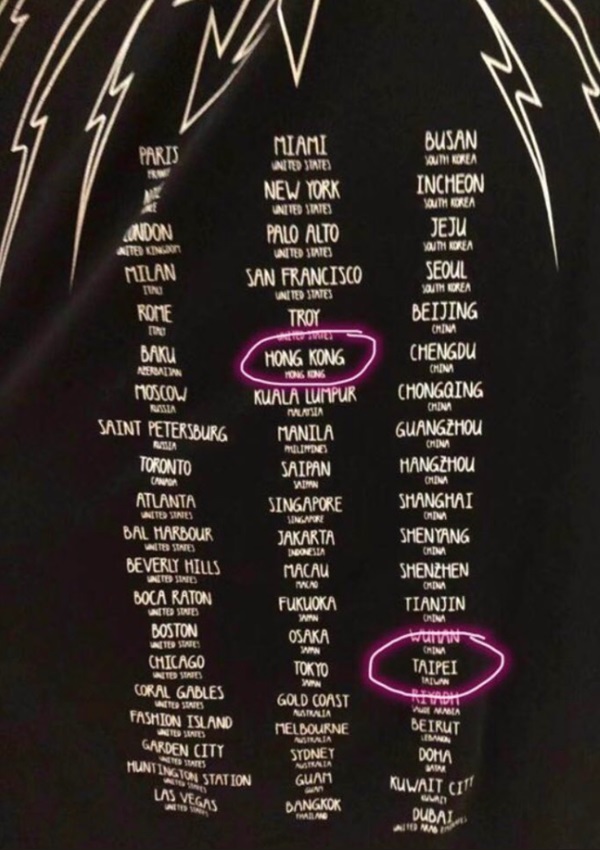 PARIS
FRANCE
LONDON
UNITED KINGDOM
MILAN
ITALY
ROME
ITALY
BAKU
AZERBAIJAN
MOSCOW
RUSSIA
SAINT PETERSBURG
RUSSIA
TORONTO
CANADA
ATLANTA
UNITED STATES
BAL HARBOUR
UNITED STATES
BEVERLY HILLS
UNITED STATES
BOCA RATON
UNITED STATES
BOSTON
UNITED STATES
CHICAGO
UNITED STATES
CORAL GABLES
UNITED STATES
FASHION ISLAND
UNITED STATES
GARDEN CITY
UNITED STATES
HUNTINGTON STATION
UNITED STATES
LAS VEGAS
UNITED STATES
MIAMI
UNITED STATES
NEW YORK
UNITED STATES
PALO ALTO
UNITED STATES
SAN FRANCISCO
UNITED STATES
TROY
UNITED STATES
HONG KONG
HONG KONG
KUALA LUMPUR
MALAYSIA
MANILA
PHILIPPINES
SAIPAN
SAIPAN
SINGAPORE
SINGAPORE
JAKARTA
INDONESIA
MACAU
MACAO
FUKUOKA
JAPAN
OSAKA
JAPAN
TOKYO
JAPAN
GOLD COAST
AUSTRALIA
MELBOURNE
AUSTRALIA
SYDNEY
AUSTRALIA
GUAM
GUAM
BANGKOK
THAILAND
BUSAN
SOUTH KOREA
INCHEON
SOUTH KOREA
JEJU
SOUTH KOREA
SEOUL
SOUTH KOREA
BEIJING
CHINA
CHENGDU
CHINA
CHONGQING
CHINA
GUANGZHOU
CHINA
HANGZHOU
CHINA
SHANGHAI
CHINA
SHENYANG
CHINA
SHENZHEN
CHINA
TIANJIN
CHINA
WUHAN
CHINA
TAIPEI
TAIWAN
RIYADH
SAUDI ARABIA
BEIRUT
LEBANON
DOHA
QATAR
KUWAIT CITY
KUWAIT
DUBAI
UNITED ARAB EMIRATES